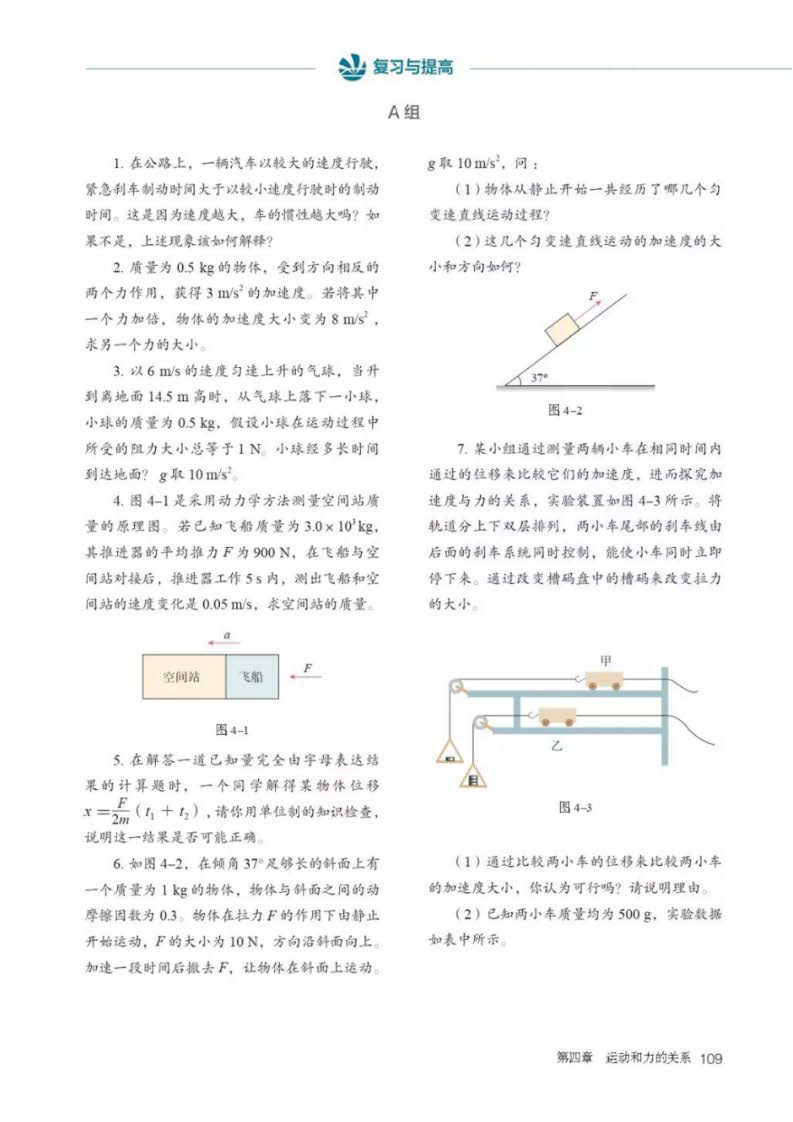 复习与提高
A 组
1. 在公路上，一辆汽车以较大的速度行驶，
紧急刹车制动时间大于以较小速度行驶时的制动
时间。这是因为速度越大，车的惯性越大吗？如
果不是，上述现象该如何解释？
2. 质量为 0.5 kg 的物体，受到方向相反的
两个力作用，获得 3 m/s² 的加速度。若将其中
一个力加倍，物体的加速度大小变为 8 m/s²，
求另一个力的大小。
3. 以 6 m/s 的速度匀速上升的气球，当升
到离地面 14.5 m 高时，从气球上落下一小球，
小球的质量为 0.5 kg，假设小球在运动过程中
所受的阻力大小总等于 1 N。小球经多长时间
到达地面？g 取 10 m/s²。
4. 图 4-1 是采用动力学方法测量空间站质
量的原理图。若已知飞船质量为 3.0 × 10³ kg，
其推进器的平均推力 F 为 900 N，在飞船与空
间站对接后，推进器工作 5 s 内，测出飞船和空
间站的速度变化是 0.05 m/s，求空间站的质量。
a
空间站 飞船 F
图 4-1
5. 在解答一道已知量完全由字母表达结
果的计算题时，一个同学解得某物体位移
x = F/2m (t₁ + t₂)，请你用单位制的知识检查，
说明这一结果是否可能正确。
6. 如图 4-2，在倾角 37° 足够长的斜面上有
一个质量为 1 kg 的物体，物体与斜面之间的动
摩擦因数为 0.3。物体在拉力 F 的作用下由静止
开始运动，F 的大小为 10 N，方向沿斜面向上。
加速一段时间后撤去 F，让物体在斜面上运动。
g 取 10 m/s²，问：
（1）物体从静止开始一共经历了哪几个匀
变速直线运动过程？
（2）这几个匀变速直线运动的加速度的大
小和方向如何？
F
37°
图 4-2
7. 某小组通过测量两辆小车在相同时间内
通过的位移来比较它们的加速度，进而探究加
速度与力的关系，实验装置如图 4-3 所示。将
轨道分上下双层排列，两小车尾部的刹车线由
后面的刹车系统同时控制，能使小车同时立即
停下来。通过改变槽码盘中的槽码来改变拉力
的大小。
甲
乙
图 4-3
（1）通过比较两小车的位移来比较两小车
的加速度大小，你认为可行吗？请说明理由。
（2）已知两小车质量均为 500 g，实验数据
如表中所示。
第四章 运动和力的关系 109